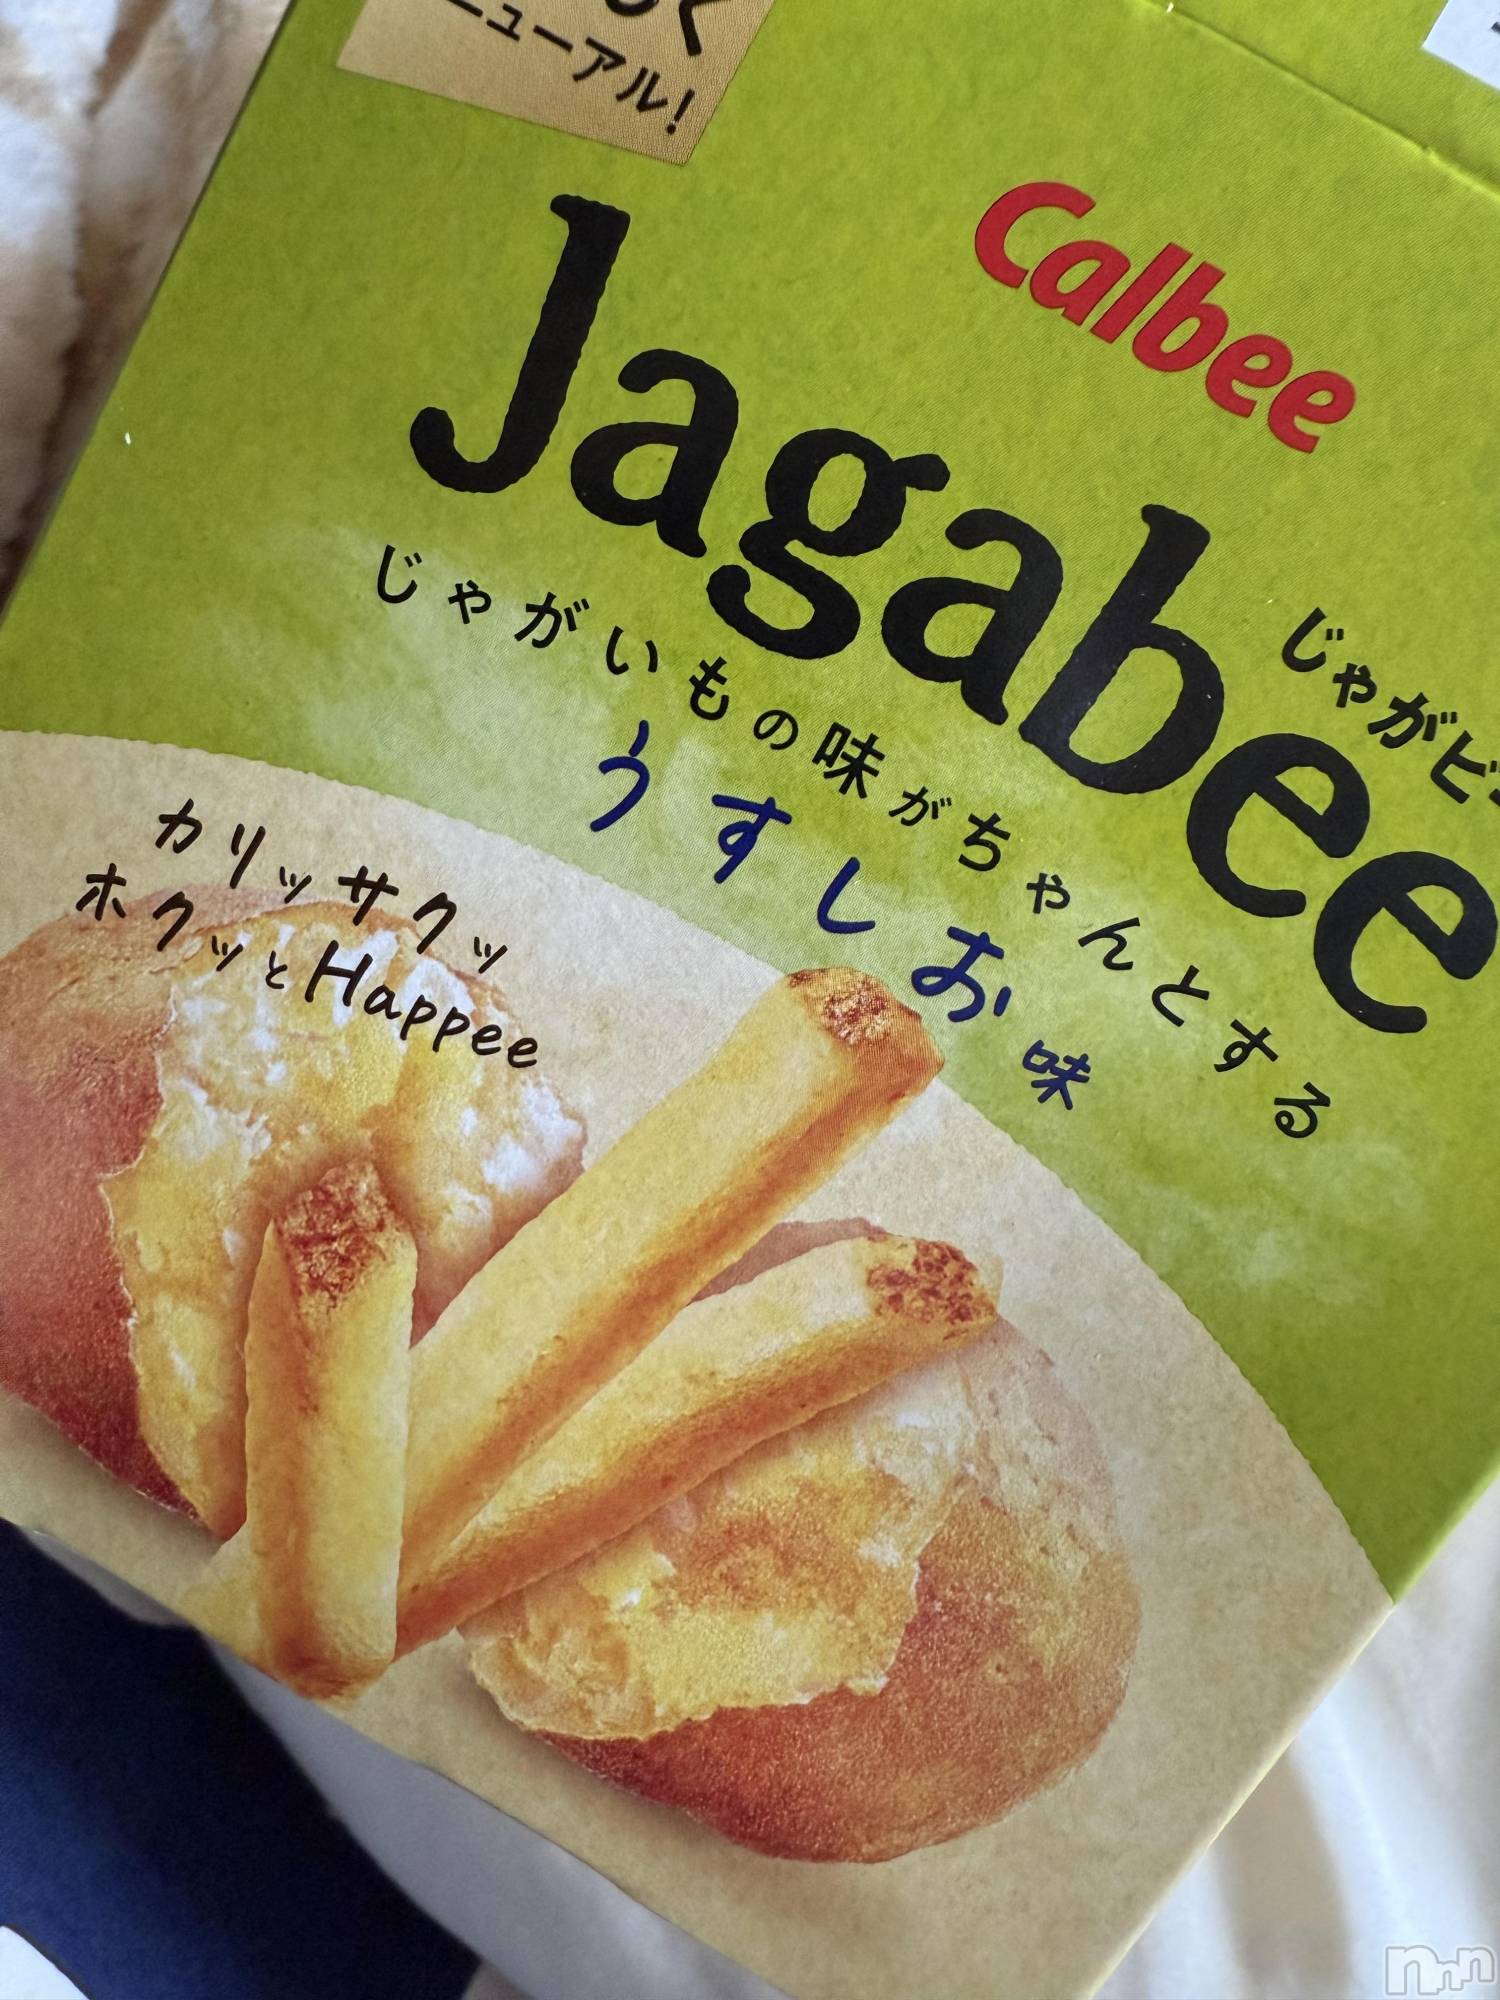 ニューアル!
Calbee
Jagabee
じゃがビ
じゃがいもの味がちゃんとする
うすしお味
カリッサクッ
ホクッとHappee